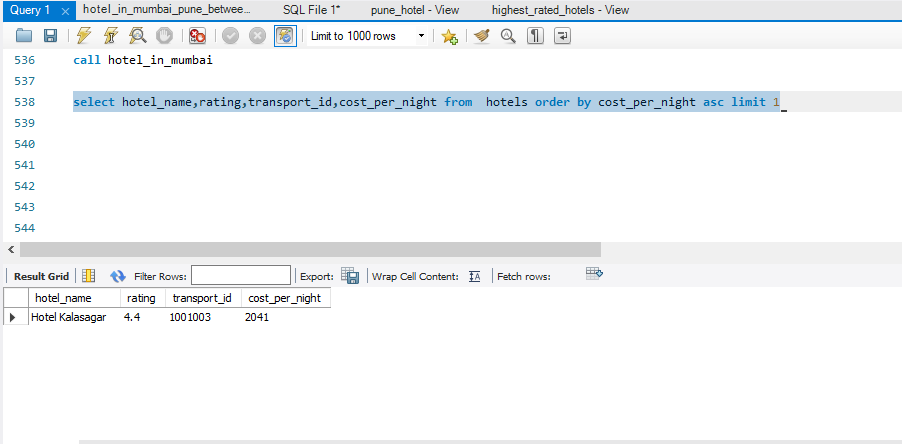 Query 1 hotel_in_mumbai_pune_betwee... SQL File 1* pune_hotel - View highest_rated_hotels - View
Limit to 1000 rows
536 call hotel_in_mumbai
537
538 select hotel_name,rating,transport_id,cost_per_night from  hotels order by cost_per_night asc limit 1
539
540
541
542
543
544
Result Grid Filter Rows: Export: Wrap Cell Content: Fetch rows:
hotel_name rating transport_id cost_per_night
Hotel Kalasagar 4.4 1001003 2041